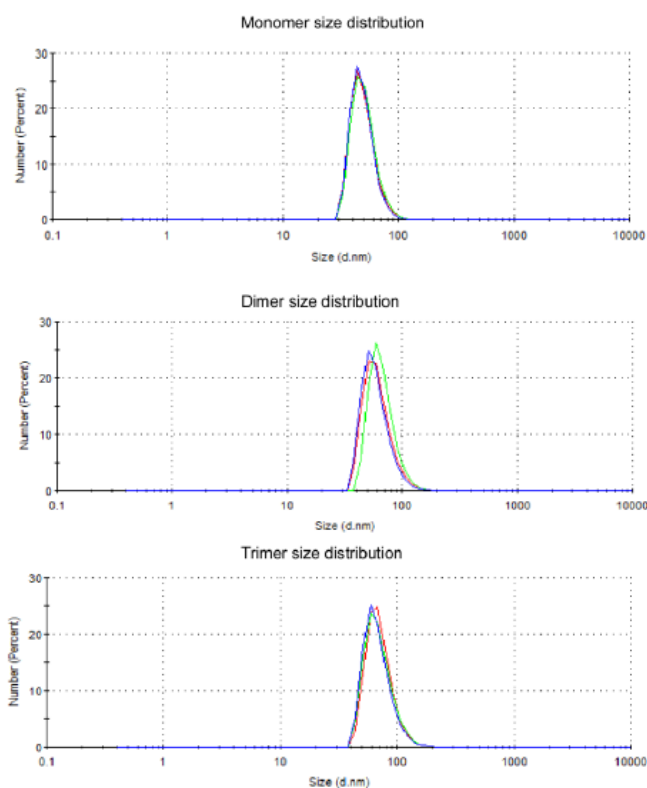 Monomer size distribution
30
20
10
0
Number (Percent)
0.1 1 10 100 1000 10000
Size (d.nm)
Dimer size distribution
30
20
10
0
Number (Percent)
0.1 1 10 100 1000 10000
Size (d.nm)
Trimer size distribution
30
20
10
0
Number (Percent)
0.1 1 10 100 1000 10000
Size (d.nm)